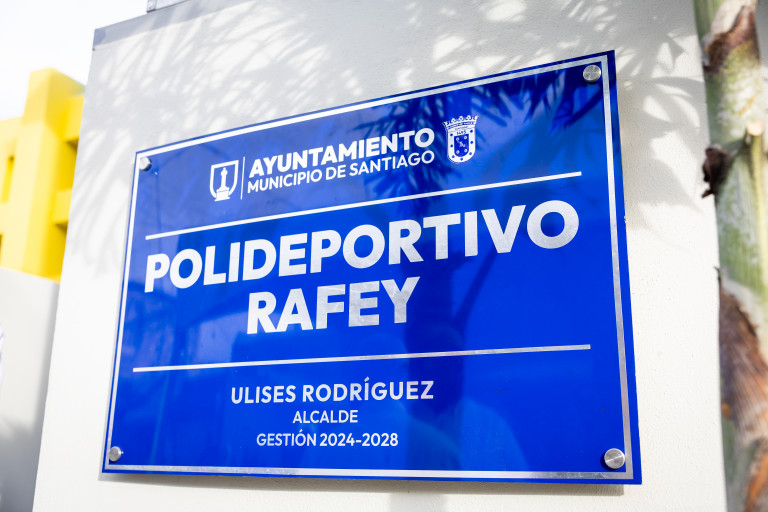 AYUNTAMIENTO
MUNICIPIO DE SANTIAGO
POLIDEPORTIVO
RAFEY
ULISES RODRÍGUEZ
ALCALDE
GESTIÓN 2024-2028